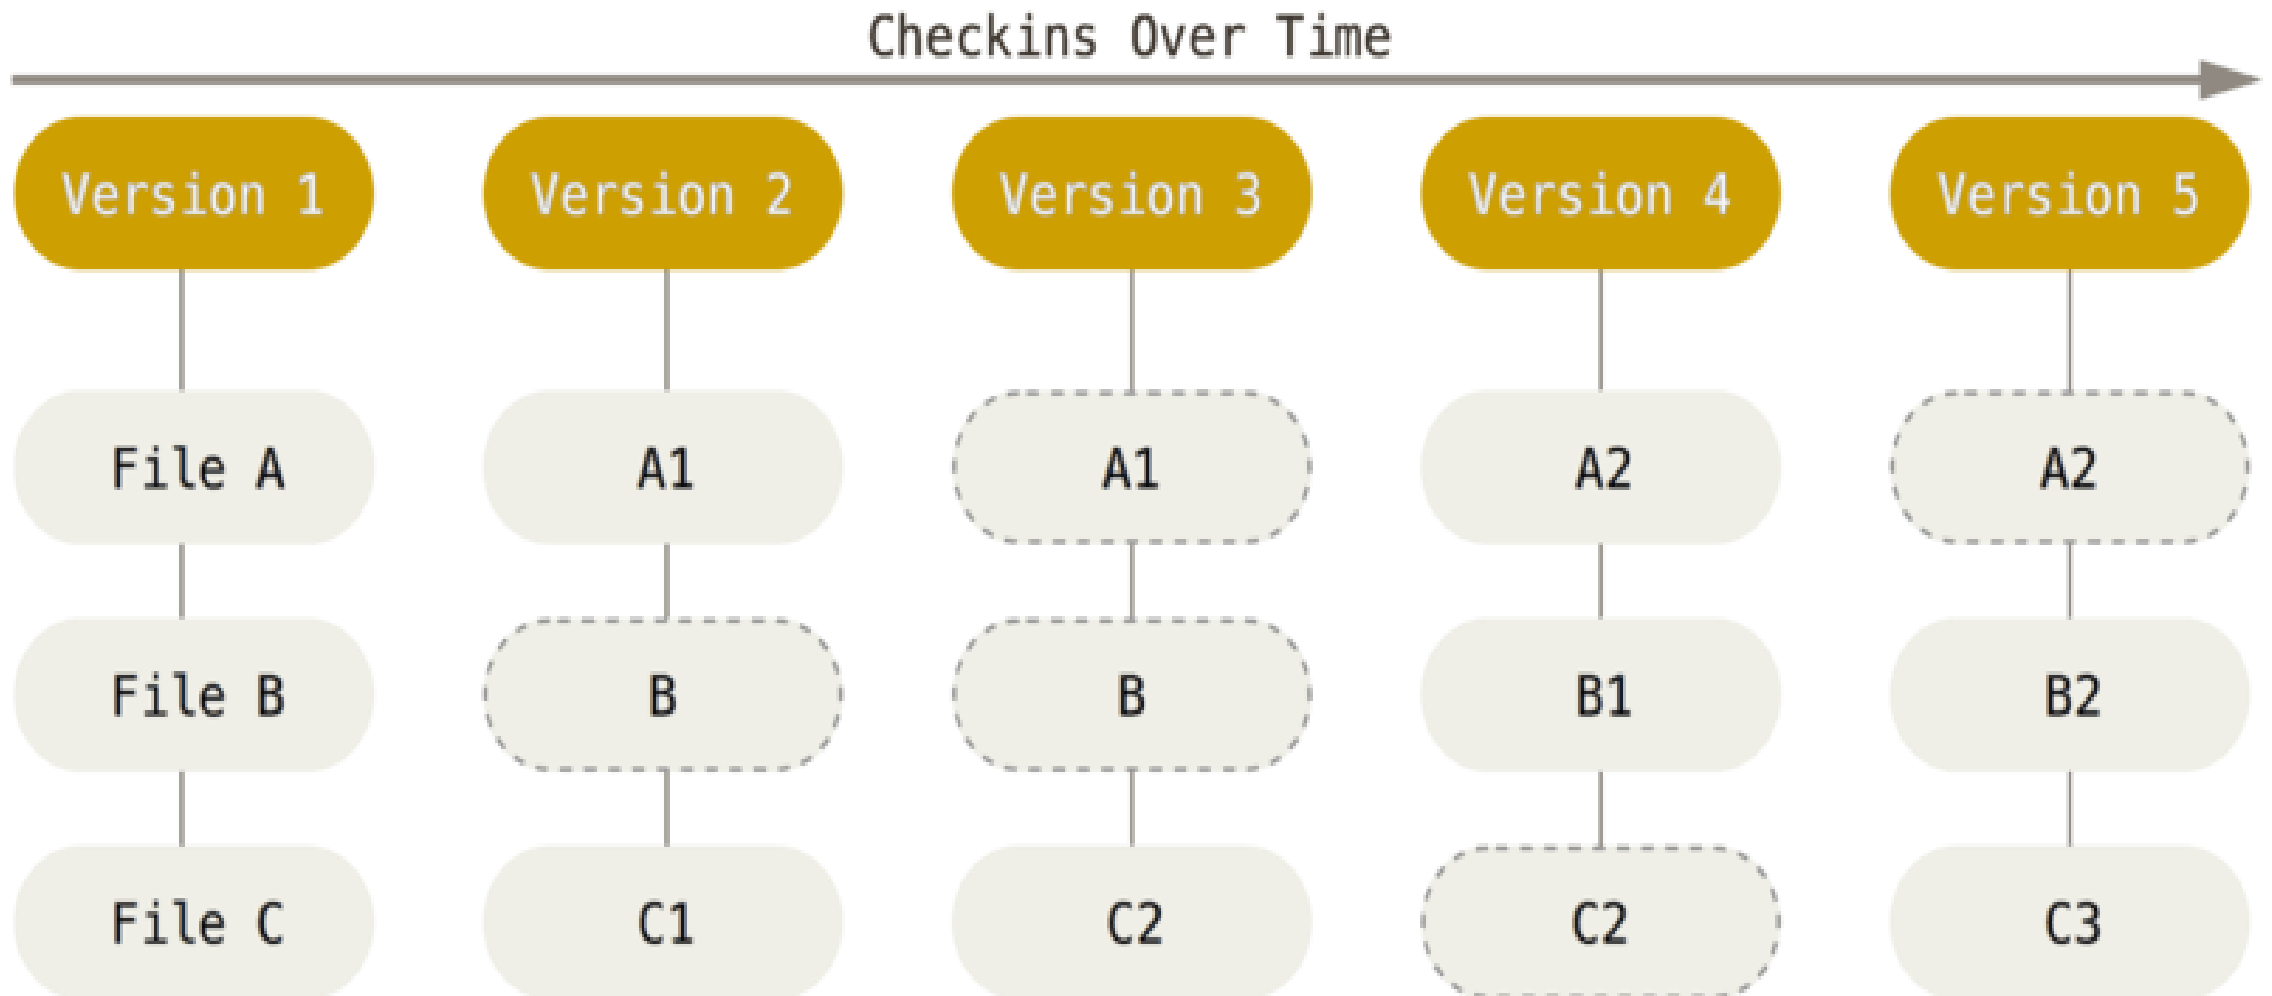 Checkins Over Time
Version 1 Version 2 Version 3 Version 4 Version 5
File A A1 A1 A2 A2
File B B B B1 B2
File C C1 C2 C2 C3